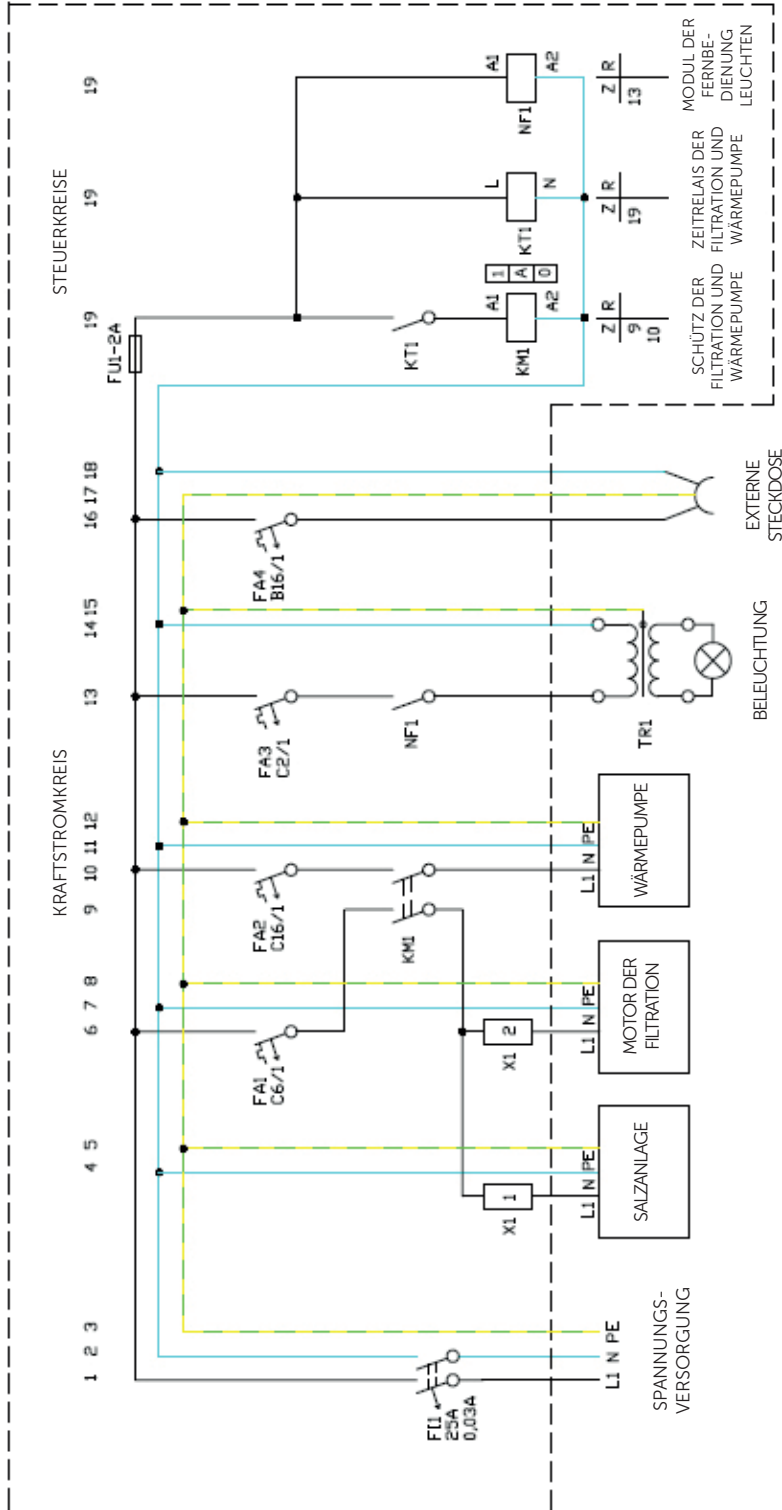 KRAFTSTROMKREIS
STEUERKREISE
1 2 3
4 5
6 7 8
9 10 11 12
13 14 15
16 17 18
19
19
19
FI1
25A
0,03A
FA1
C6/1
FA2
C16/1
FA3
C2/1
FA4
B16/1
FU1-2A
KM1
NF1
KT1
X1 1
X1 2
TR1
KM1
A1
A2
1 A 0
KT1
L
N
NF1
A1
A2
L1 N PE
SPANNUNGS-
VERSORGUNG
L1 N PE
SALZANLAGE
L1 N PE
MOTOR DER
FILTRATION
L1 N PE
WÄRMEPUMPE
BELEUCHTUNG
EXTERNE
STECKDOSE
Z R
9
10
SCHÜTZ DER
FILTRATION UND
WÄRMEPUMPE
Z R
19
ZEITRELAIS DER
FILTRATION UND
WÄRMEPUMPE
Z R
13
MODUL DER
FERNBE-
DIENUNG
LEUCHTEN